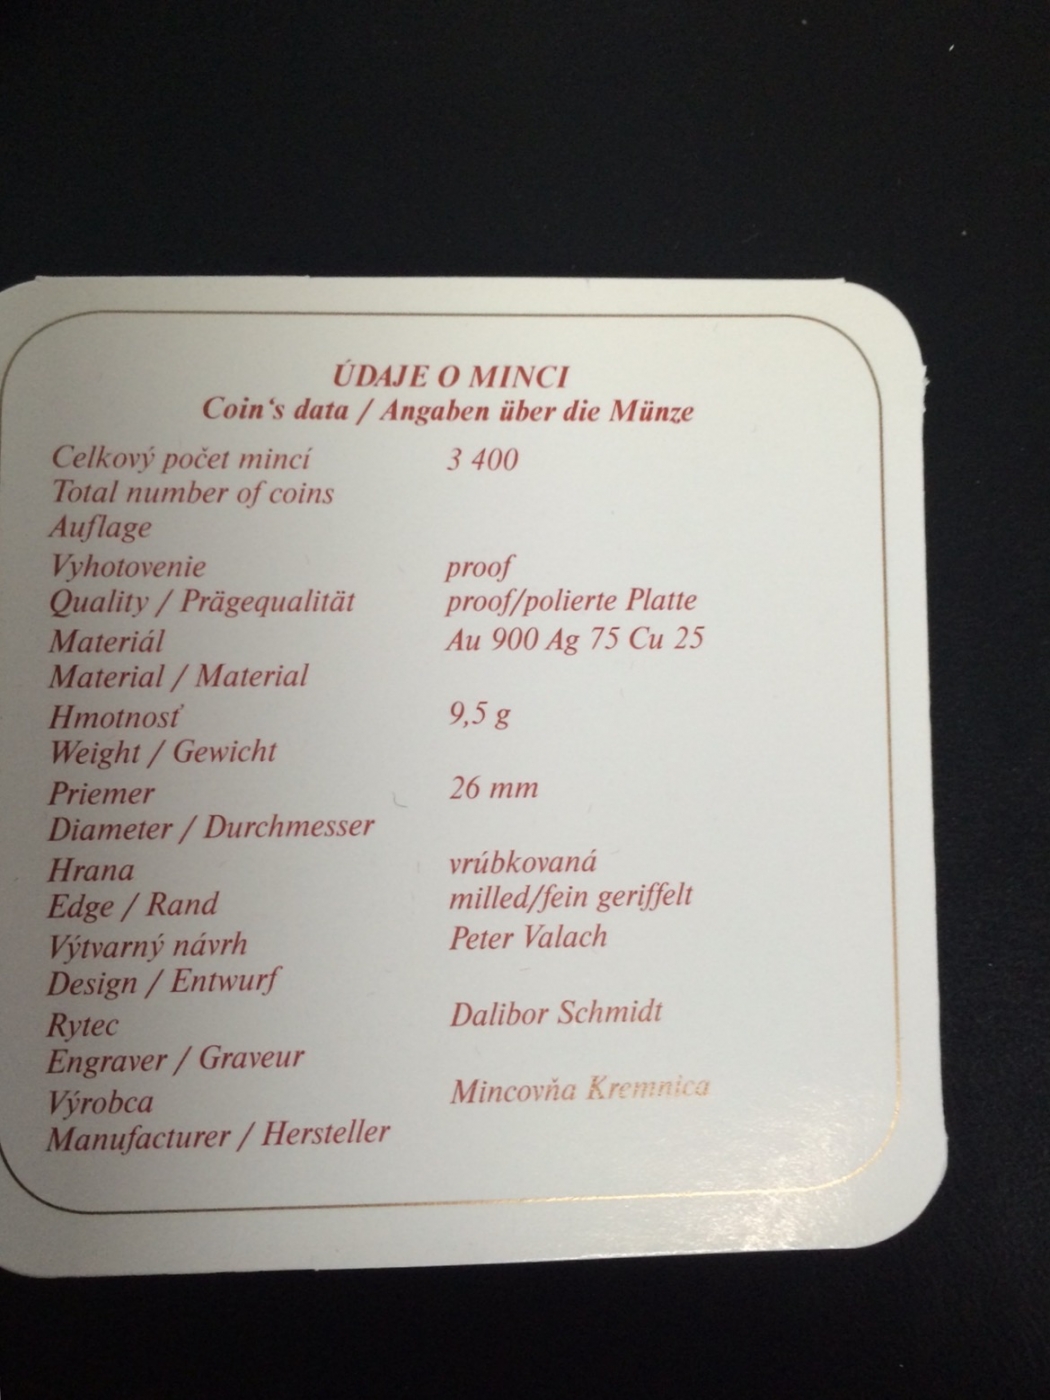 ÚDAJE O MINCI
Coin‘s data / Angaben über die Münze
Celkový počet mincí 3 400
Total number of coins
Auflage
Vyhotovenie proof
Quality / Prägequalität proof/polierte Platte
Materiál Au 900 Ag 75 Cu 25
Material / Material
Hmotnosť 9,5 g
Weight / Gewicht
Priemer 26 mm
Diameter / Durchmesser
Hrana vrúbkovaná
Edge / Rand milled/fein geriffelt
Výtvarný návrh Peter Valach
Design / Entwurf
Rytec Dalibor Schmidt
Engraver / Graveur
Výrobca Mincovňa Kremnica
Manufacturer / Hersteller